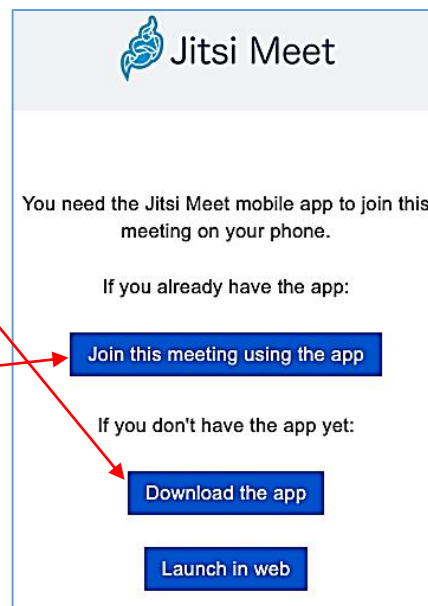 Jitsi Meet
You need the Jitsi Meet mobile app to join this
meeting on your phone.
If you already have the app:
Join this meeting using the app
If you don't have the app yet:
Download the app
Launch in web